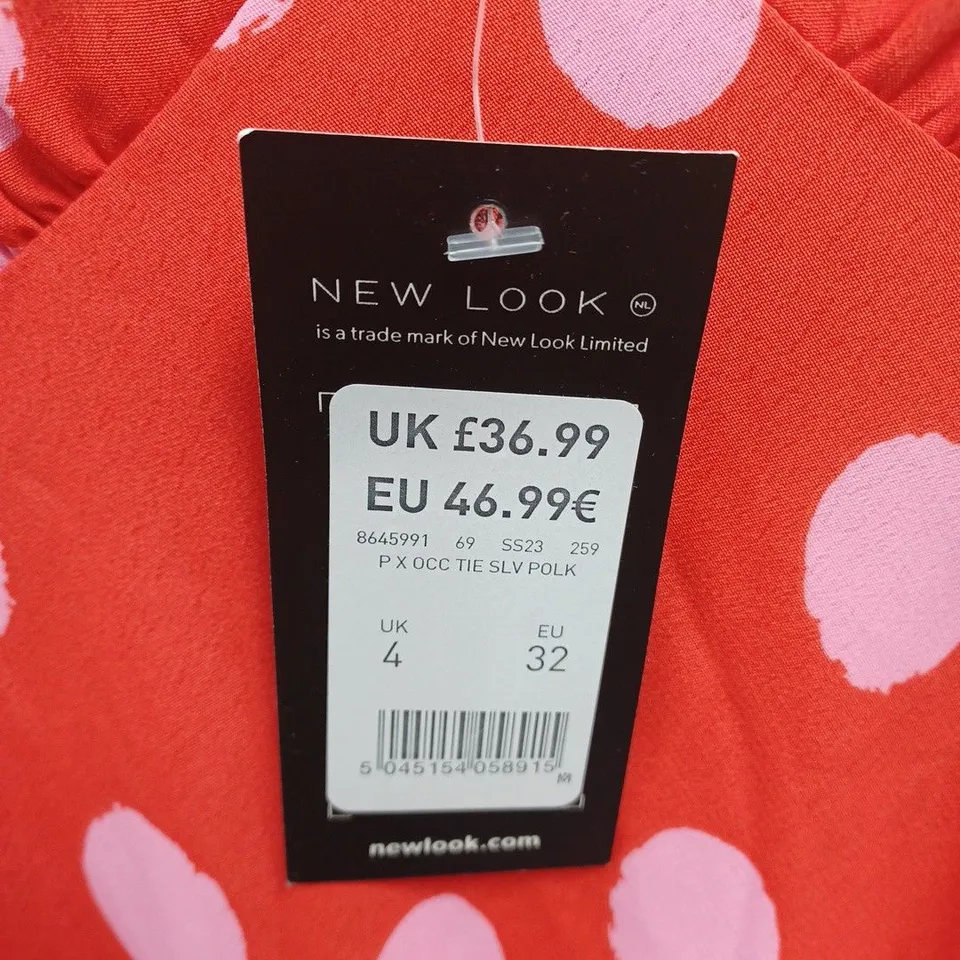 NEW LOOK NL
is a trade mark of New Look Limited
UK £36.99
EU 46.99€
8645991 69 SS23 259
P X OCC TIE SLV POLK
UK EU
4 32
5 045154 058915
newlook.com